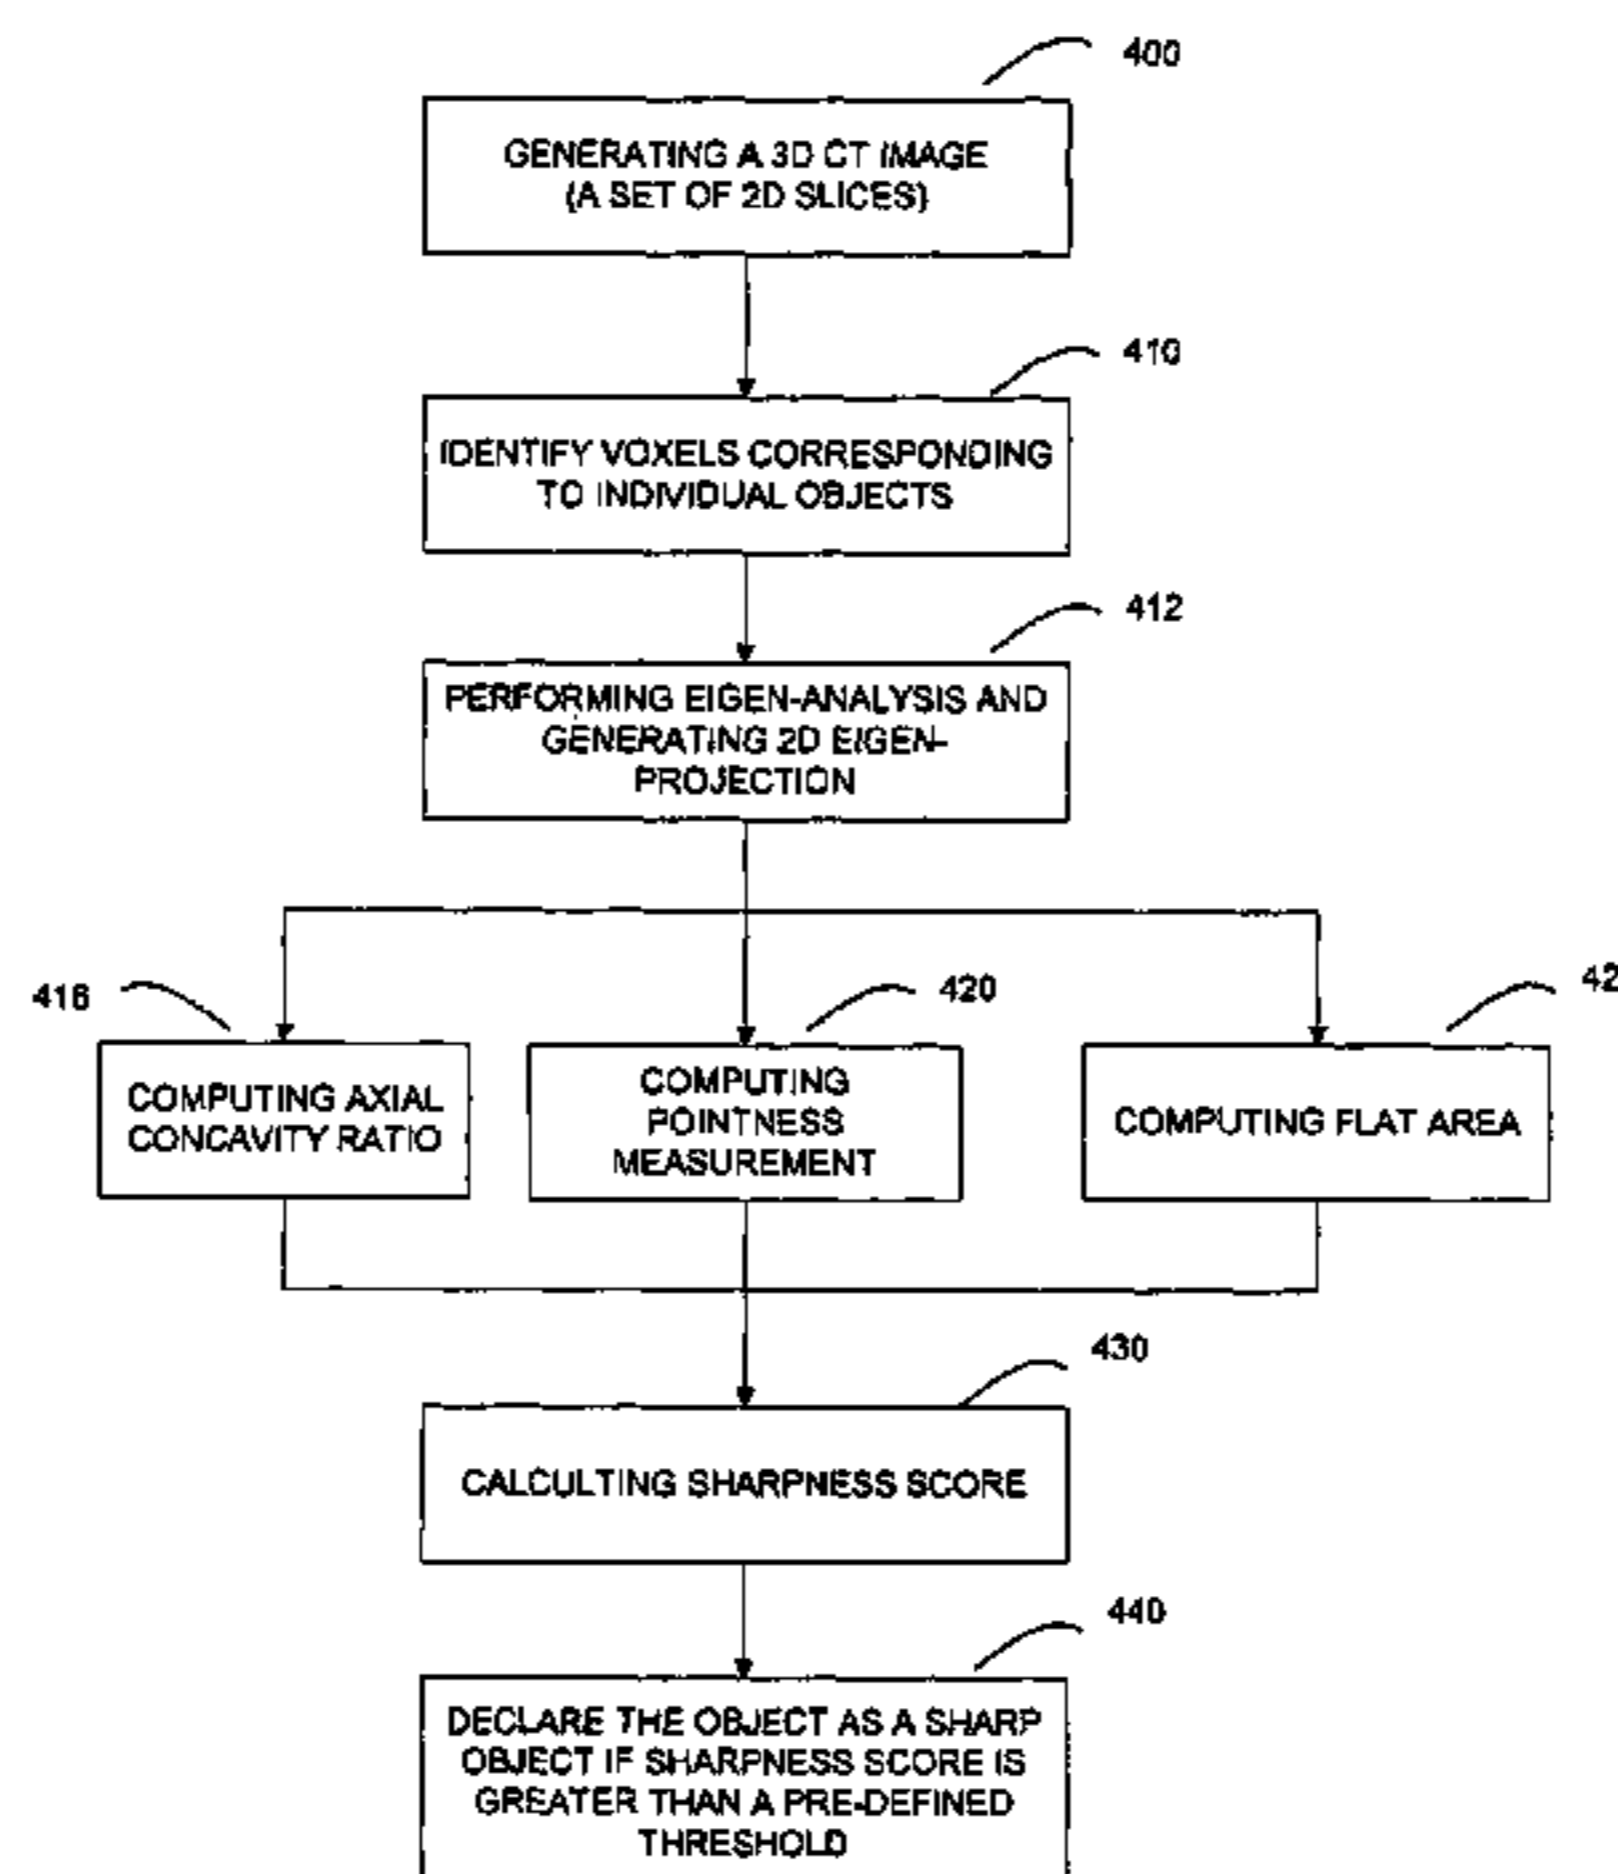 400
GENERATING A 3D CT IMAGE
(A SET OF 2D SLICES)
410
IDENTIFY VOXELS CORRESPONDING
TO INDIVIDUAL OBJECTS
412
PERFORMING EIGEN-ANALYSIS AND
GENERATING 2D EIGEN-
PROJECTION
416
COMPUTING AXIAL
CONCAVITY RATIO
420
COMPUTING
POINTNESS
MEASUREMENT
COMPUTING FLAT AREA
430
CALCULTING SHARPNESS SCORE
440
DECLARE THE OBJECT AS A SHARP
OBJECT IF SHARPNESS SCORE IS
GREATER THAN A PRE-DEFINED
THRESHOLD